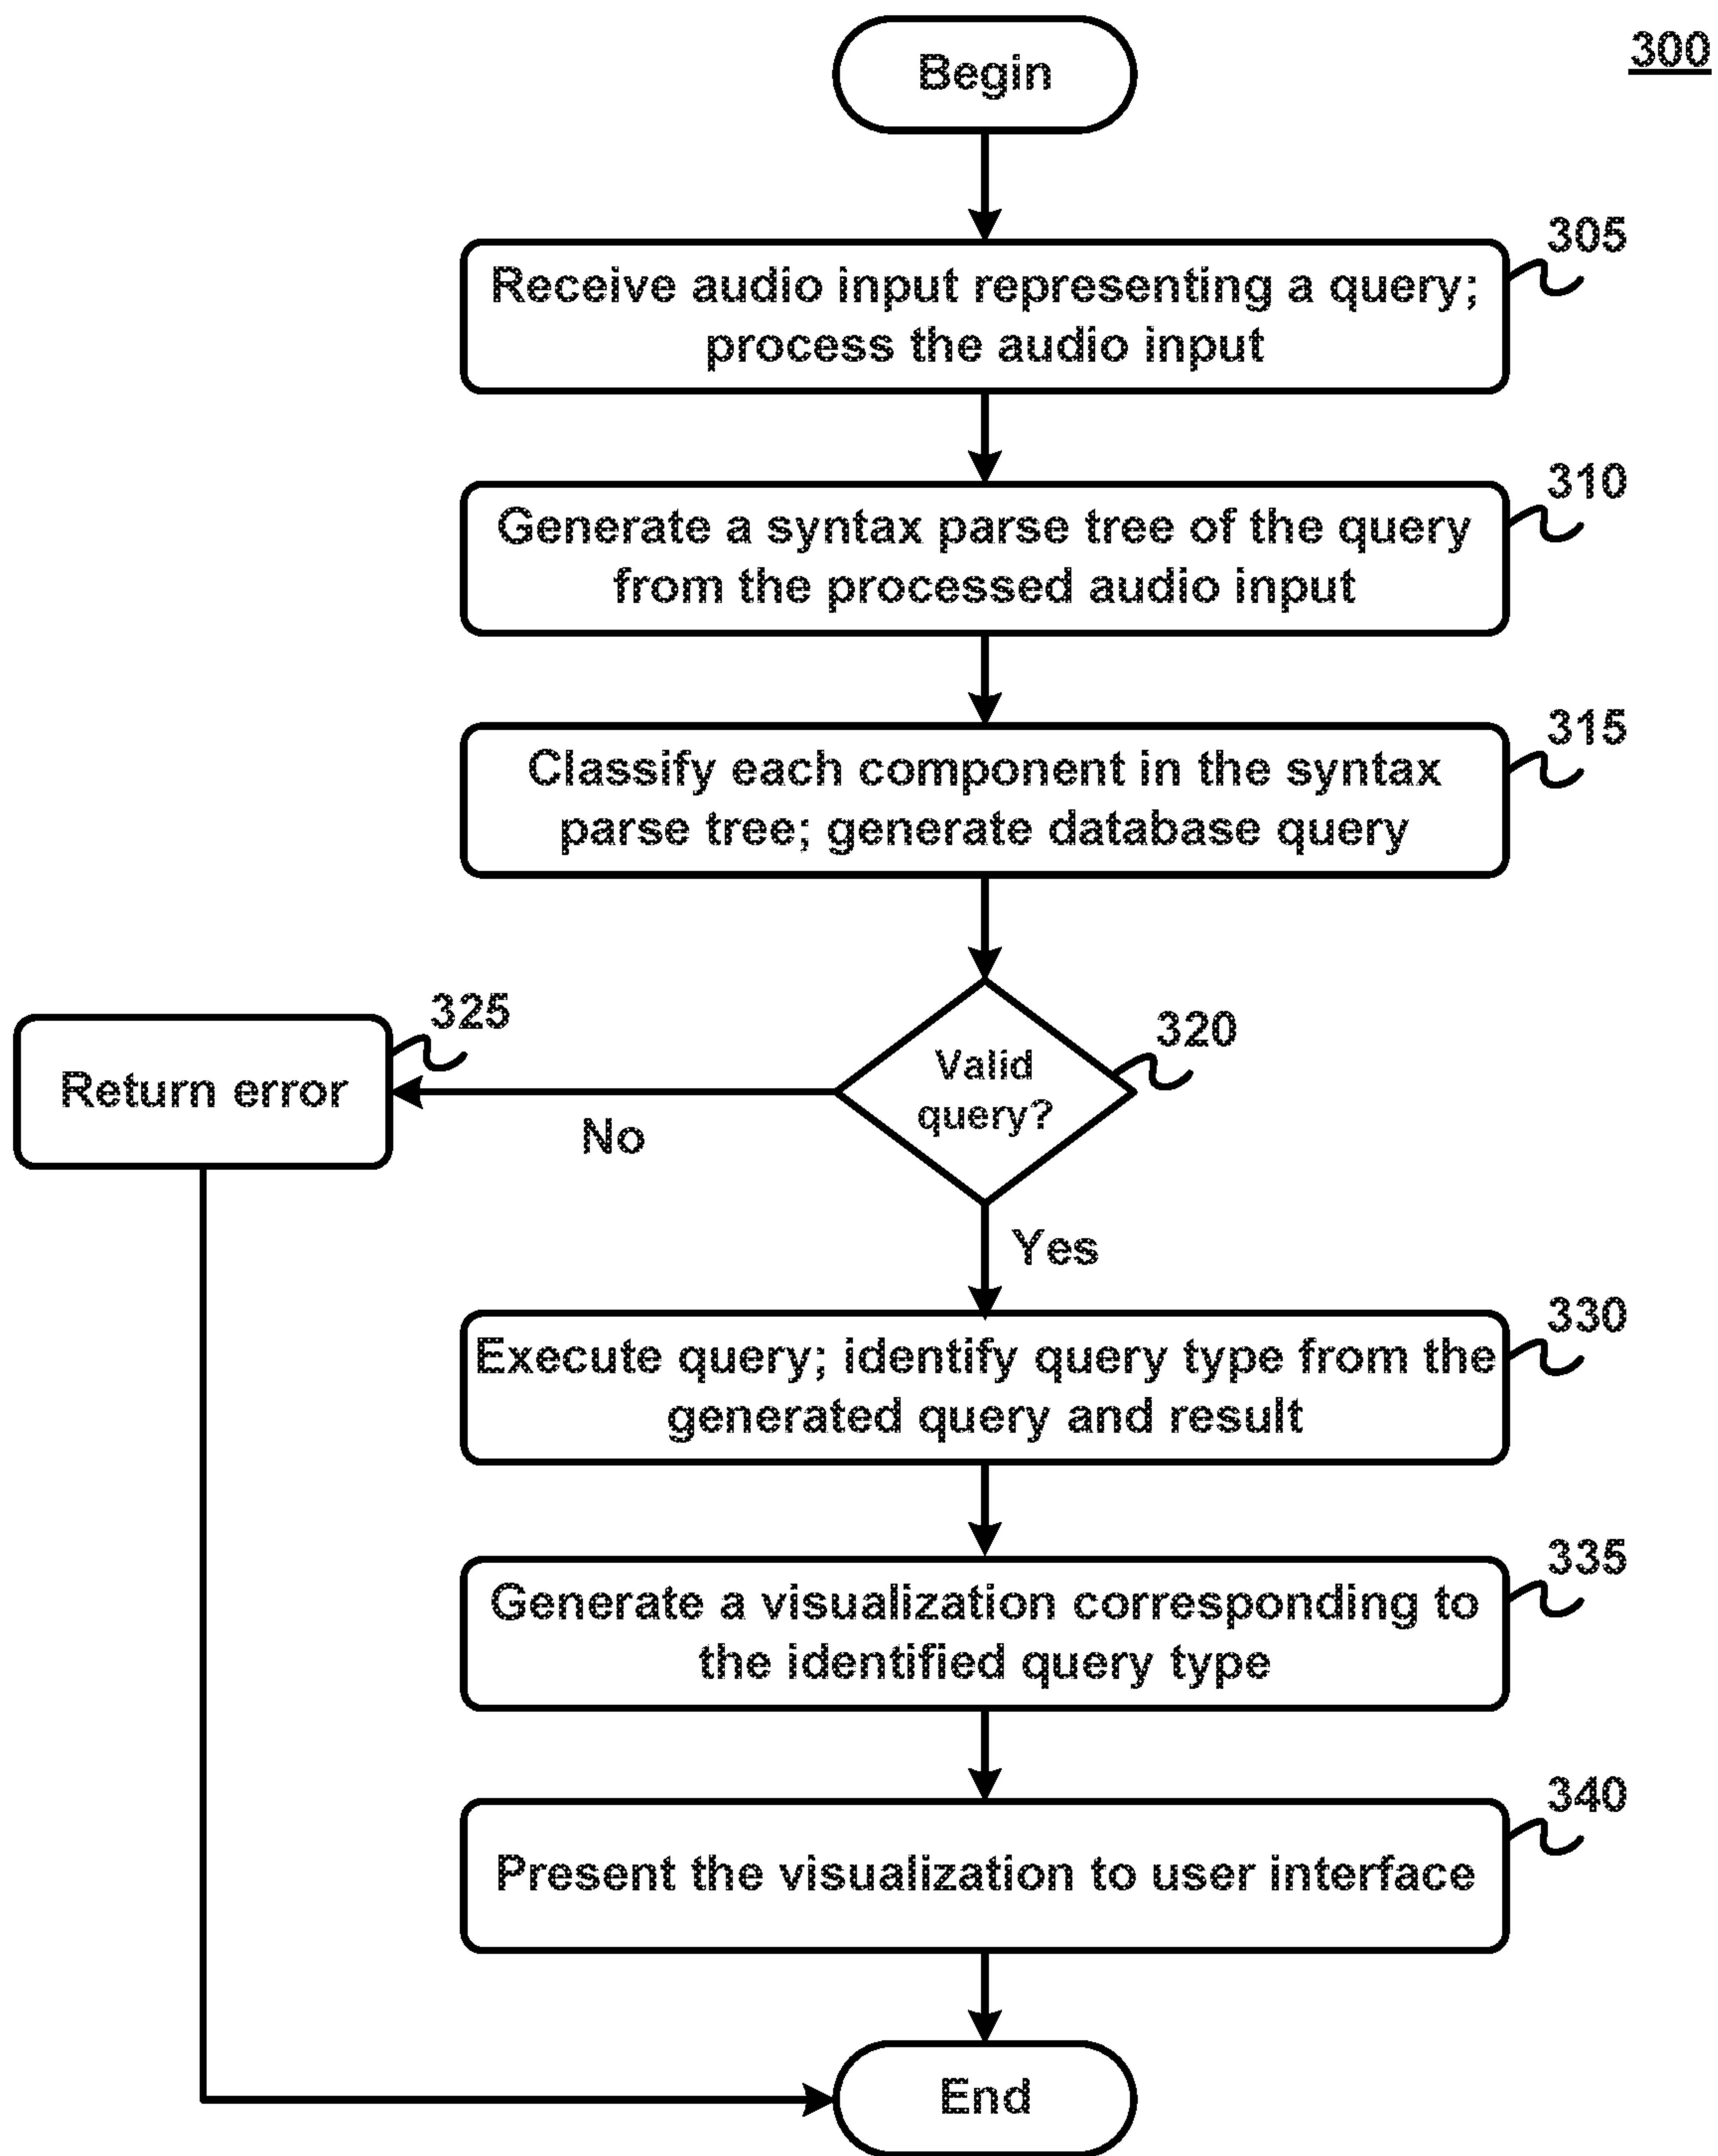 300
Begin
305
Receive audio input representing a query;
process the audio input
310
Generate a syntax parse tree of the query
from the processed audio input
315
Classify each component in the syntax
parse tree; generate database query
320
Valid
query?
325
Return error
No
Yes
330
Execute query; identify query type from the
generated query and result
335
Generate a visualization corresponding to
the identified query type
340
Present the visualization to user interface
End